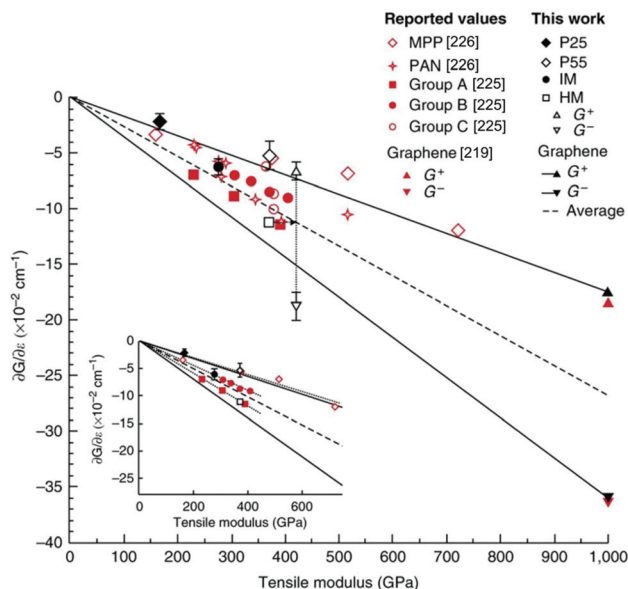 Reported values
MPP [226]
PAN [226]
Group A [225]
Group B [225]
Group C [225]
Graphene [219]
G+
G−
This work
P25
P55
IM
HM
G+
G−
Graphene
G+
G−
Average
∂G/∂ε (×10−2 cm−1)
0
−5
−10
−15
−20
−25
−30
−35
−40
0
100
200
300
400
500
600
700
800
900
1,000
Tensile modulus (GPa)
∂G/∂ε (×10−2 cm−1)
0
−5
−10
−15
−20
−25
0
200
400
600
Tensile modulus (GPa)